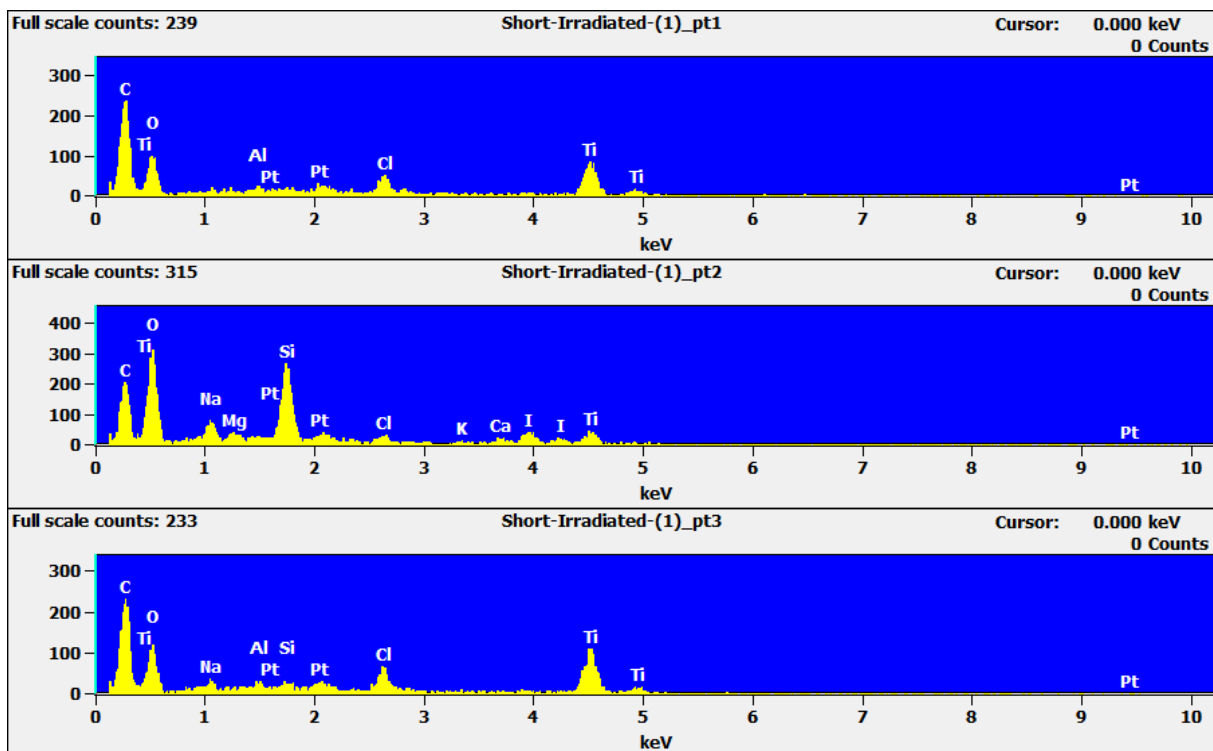 Full scale counts: 239 Short-Irradiated-(1)_pt1 Cursor: 0.000 keV
0 Counts
300
C
200
O
100 Ti Al Pt Pt Cl Ti Ti Pt
0
0 1 2 3 4 5 6 7 8 9 10
keV
Full scale counts: 315 Short-Irradiated-(1)_pt2 Cursor: 0.000 keV
0 Counts
400
O
300 Ti Si
C
200
Na Pt
100 Mg Pt Cl K Ca I I Ti Pt
0
0 1 2 3 4 5 6 7 8 9 10
keV
Full scale counts: 233 Short-Irradiated-(1)_pt3 Cursor: 0.000 keV
0 Counts
300
C
200
O
Ti Al Si Ti
100 Na Pt Pt Cl Ti Pt
0
0 1 2 3 4 5 6 7 8 9 10
keV